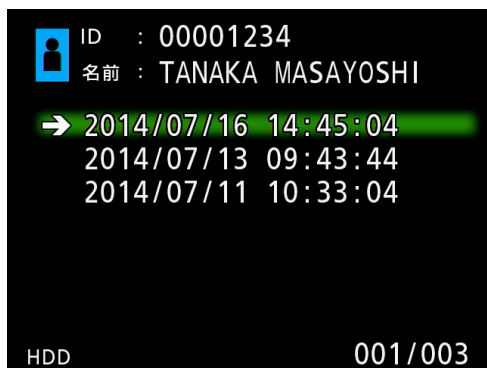 ID : 00001234
名前 : TANAKA MASAYOSHI
2014/07/16 14:45:04
2014/07/13 09:43:44
2014/07/11 10:33:04
HDD 001/003